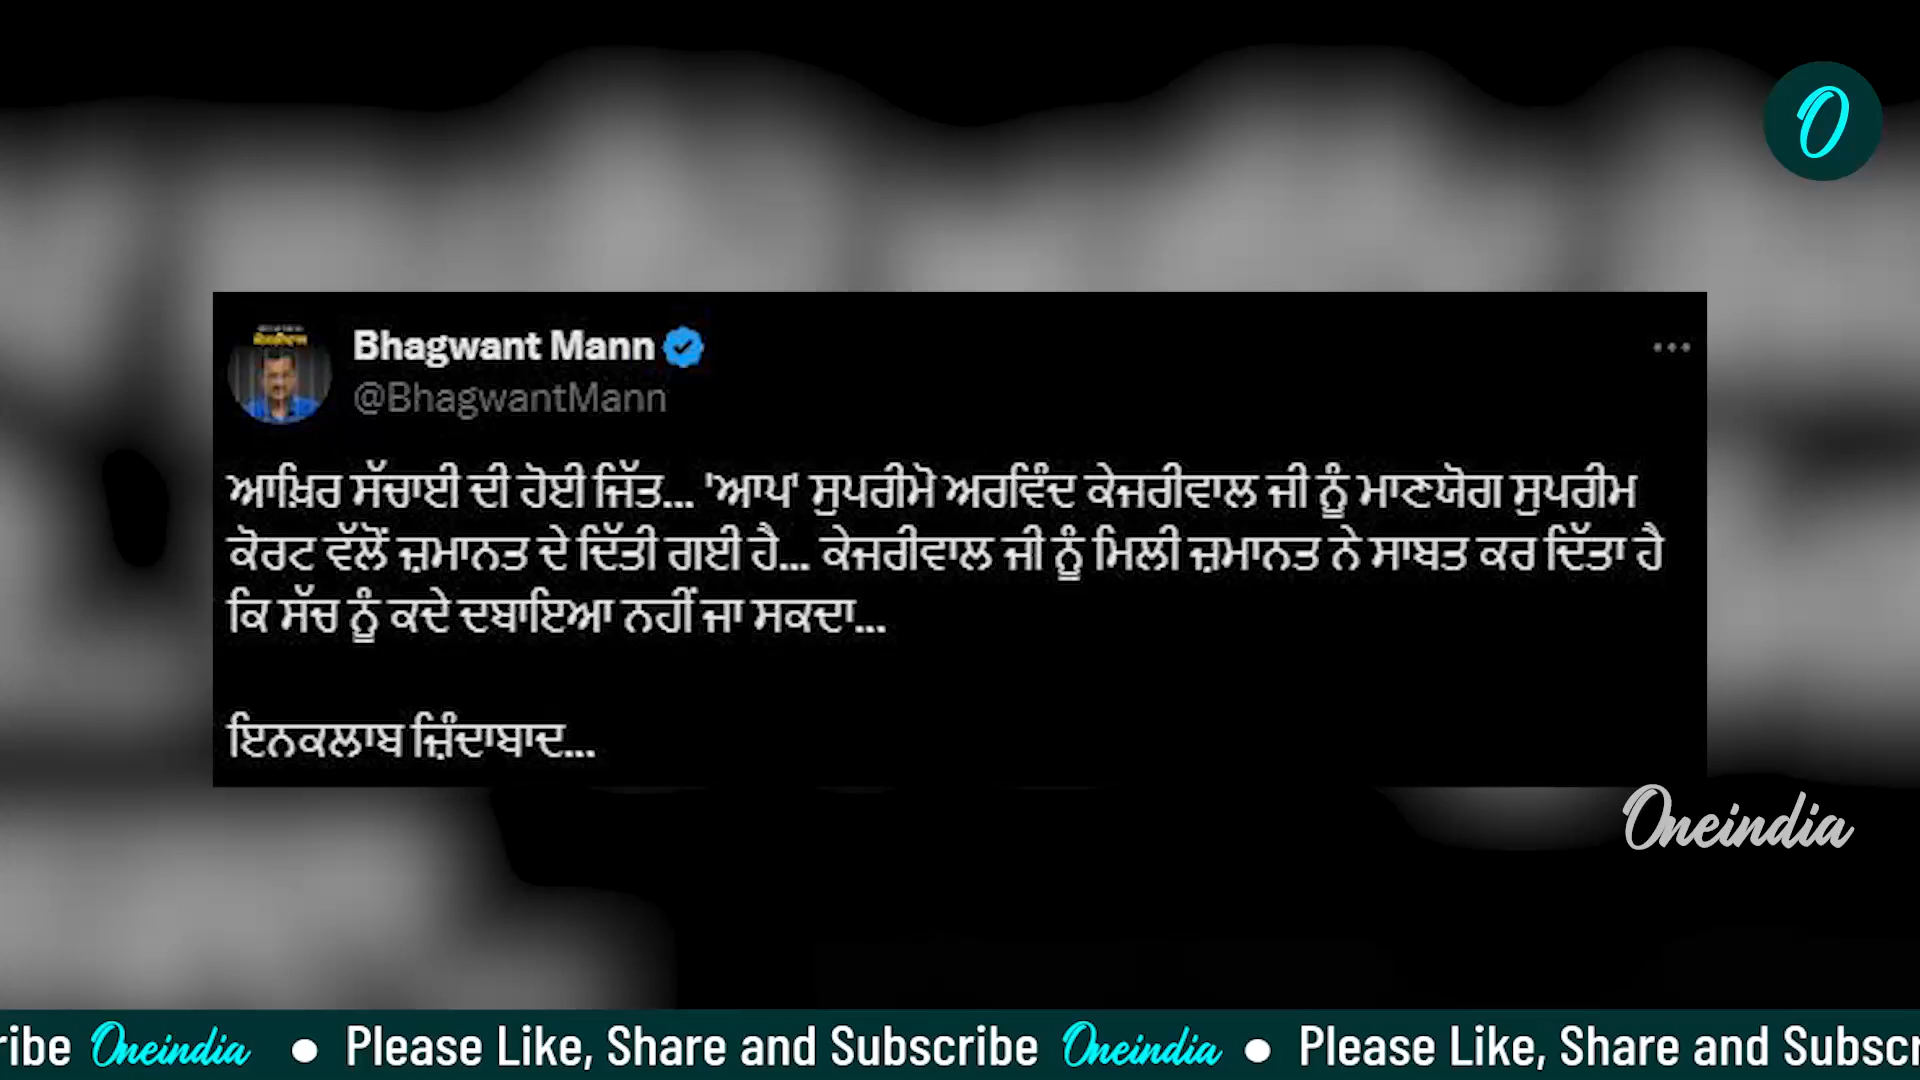 O
Bhagwant Mann
@BhagwantMann
ਆਖ਼ਿਰ ਸੱਚਾਈ ਦੀ ਹੋਈ ਜਿੱਤ... 'ਆਪ' ਸੁਪਰੀਮੋ ਅਰਵਿੰਦ ਕੇਜਰੀਵਾਲ ਜੀ ਨੂੰ ਮਾਣਯੋਗ ਸੁਪਰੀਮ
ਕੋਰਟ ਵੱਲੋਂ ਜ਼ਮਾਨਤ ਦੇ ਦਿੱਤੀ ਗਈ ਹੈ... ਕੇਜਰੀਵਾਲ ਜੀ ਨੂੰ ਮਿਲੀ ਜ਼ਮਾਨਤ ਨੇ ਸਾਬਤ ਕਰ ਦਿੱਤਾ ਹੈ
ਕਿ ਸੱਚ ਨੂੰ ਕਦੇ ਦਬਾਇਆ ਨਹੀਂ ਜਾ ਸਕਦਾ...
ਇਨਕਲਾਬ ਜ਼ਿੰਦਾਬਾਦ...
Oneindia
ribe Oneindia ● Please Like, Share and Subscribe Oneindia ● Please Like, Share and Subscr